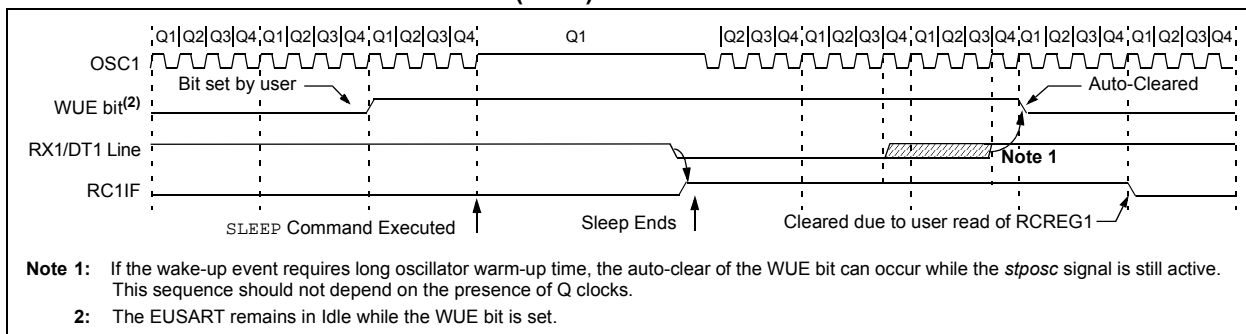 Q1 Q2 Q3 Q4 Q1 Q2 Q3 Q4 Q1 Q2 Q3 Q4 Q1 Q2 Q3 Q4 Q1 Q2 Q3 Q4 Q1 Q2 Q3 Q4 Q1 Q2 Q3 Q4 Q1 Q2 Q3 Q4
OSC1
Bit set by user
Auto-Cleared
WUE bit(2)
RX1/DT1 Line
Note 1
RC1IF
SLEEP Command Executed
Sleep Ends
Cleared due to user read of RCREG1
Note 1: If the wake-up event requires long oscillator warm-up time, the auto-clear of the WUE bit can occur while the stposc signal is still active.
This sequence should not depend on the presence of Q clocks.
2: The EUSART remains in Idle while the WUE bit is set.